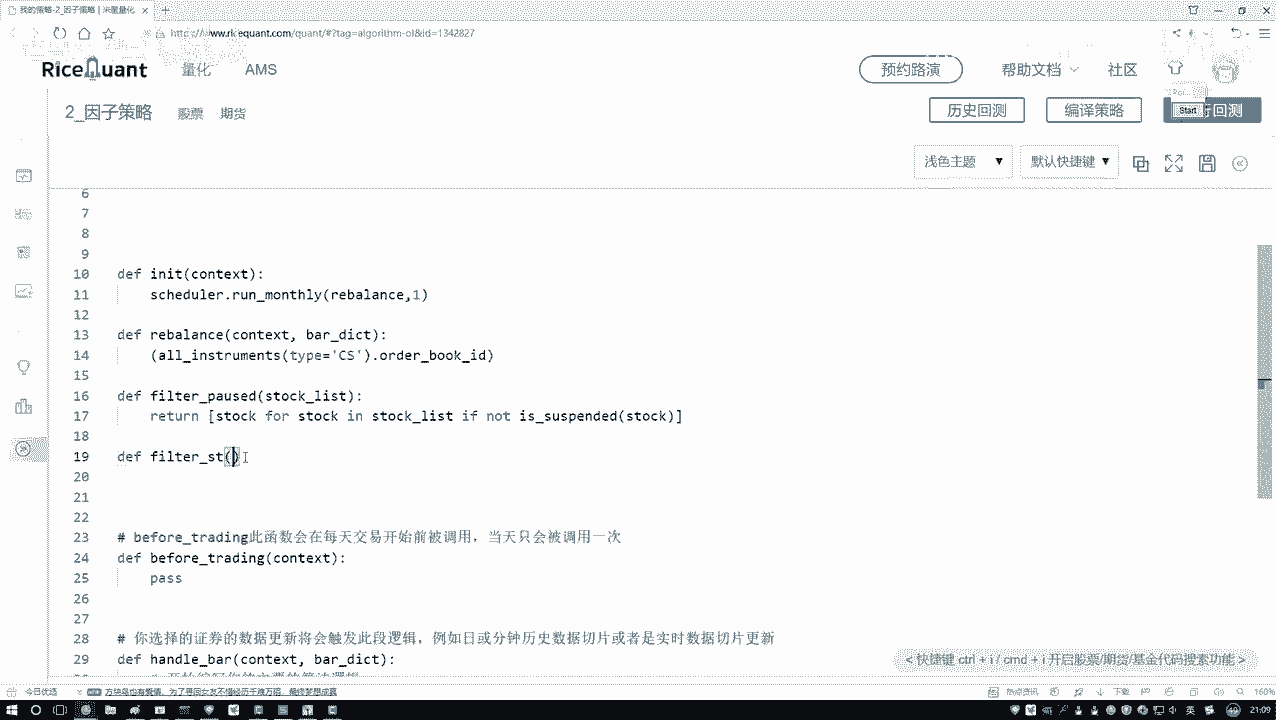 我的策略-2_因子策略 | 米筐量化
www.ricequant.com/quant/#?tag=algorithm-ol&id=1342827
RiceQuant 量化 AMS 预约路演 帮助文档 社区
2_因子策略 股票 期货 历史回测 编译策略 Start 行回测
浅色主题 ▼ 默认快捷键 ▼
6
7
8
9
10 def init(context):
11 scheduler.run_monthly(rebalance,1)
12
13 def rebalance(context, bar_dict):
14 (all_instruments(type='CS').order_book_id)
15
16 def filter_paused(stock_list):
17 return [stock for stock in stock_list if not is_suspended(stock)]
18
19 def filter_st()
20
21
22
23 # before_trading此函数会在每天交易开始前被调用，当天只会被调用一次
24 def before_trading(context):
25 pass
26
27
28 # 你选择的证券的数据更新将会触发此段逻辑，例如日或分钟历史数据切片或者是实时数据切片更新
29 def handle_bar(context, bar_dict):
< 快捷键 ctrl + i / cmd + i 开启股票/期货/基金代码搜索功能 >
今日优选 热点资讯 下载 160%
英 21:09